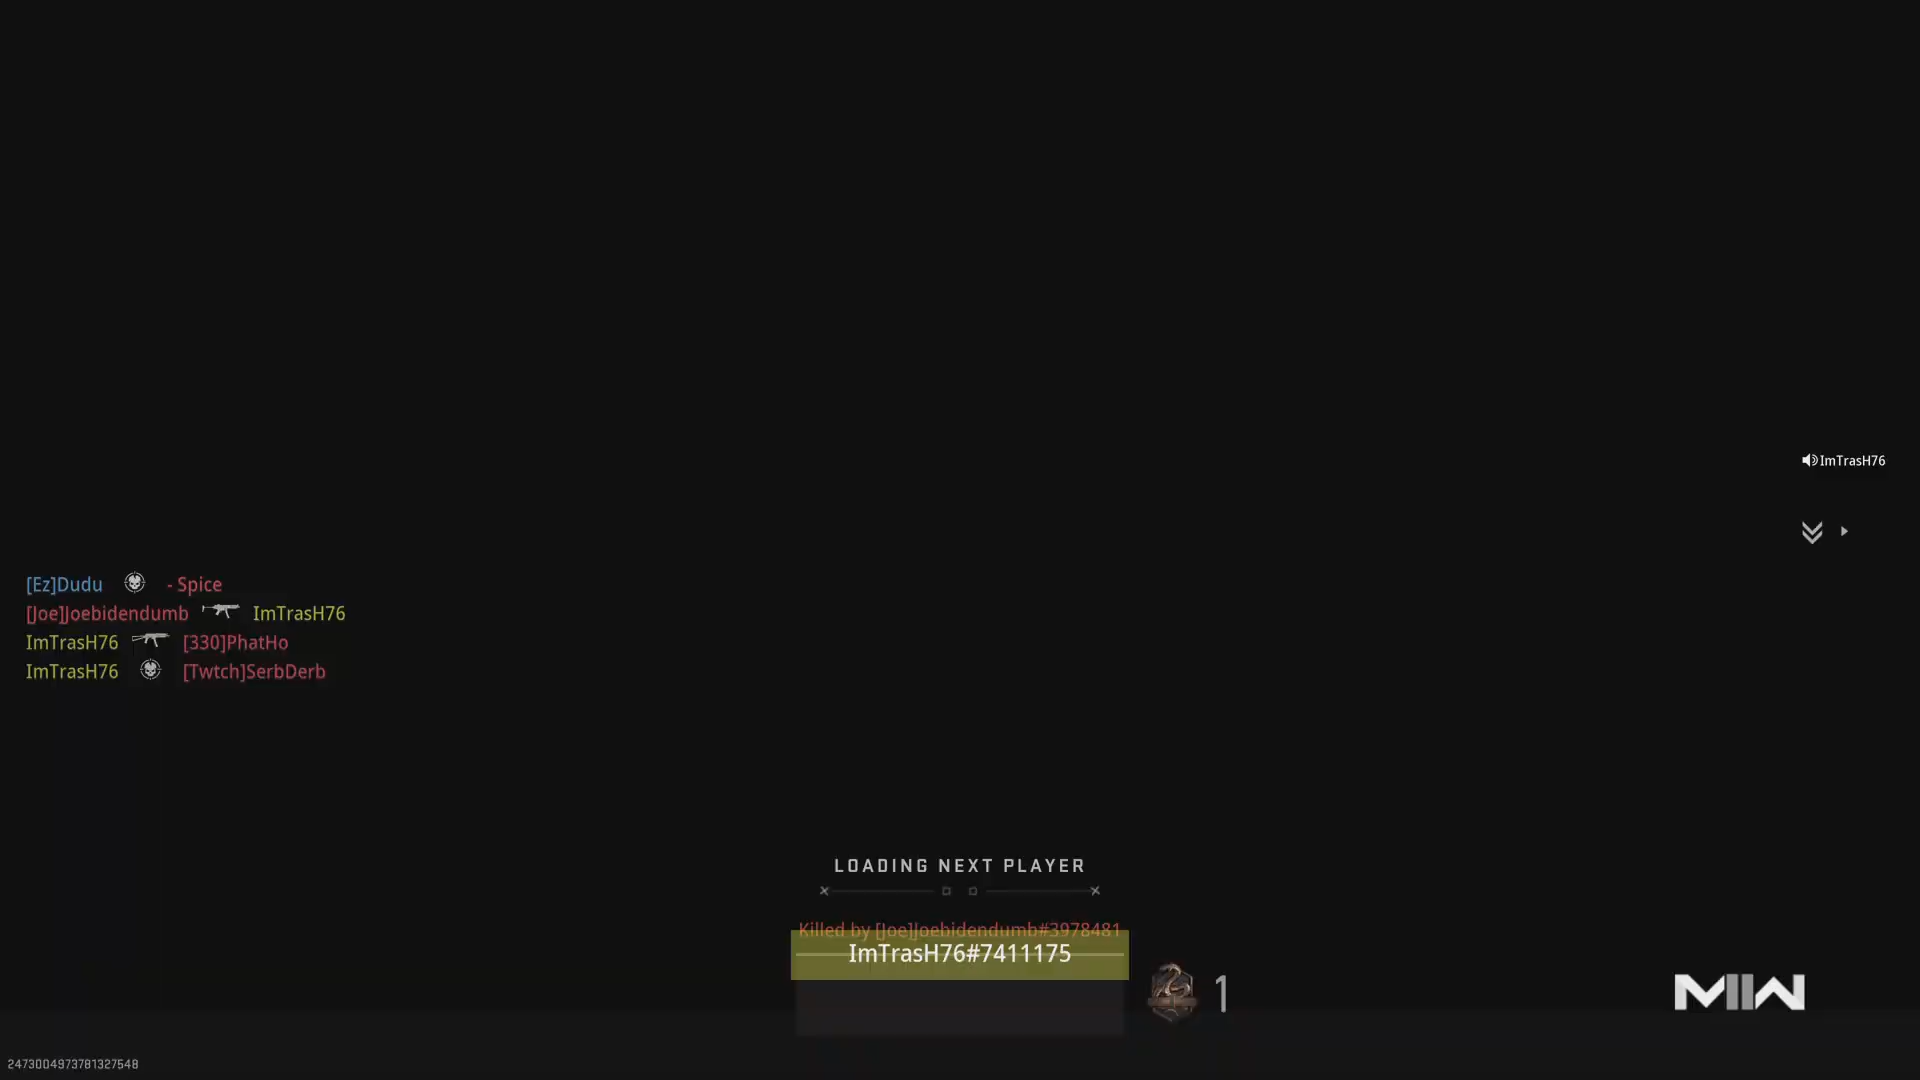 ImTrasH76
[Ez]Dudu - Spice
[Joe]Joebidendumb ImTrasH76
ImTrasH76 [330]PhatHo
ImTrasH76 [Twtch]SerbDerb
LOADING NEXT PLAYER
Killed by [Joe]Joebidendumb#3978481
ImTrasH76#7411175
1
MIIW
2473004973781327548